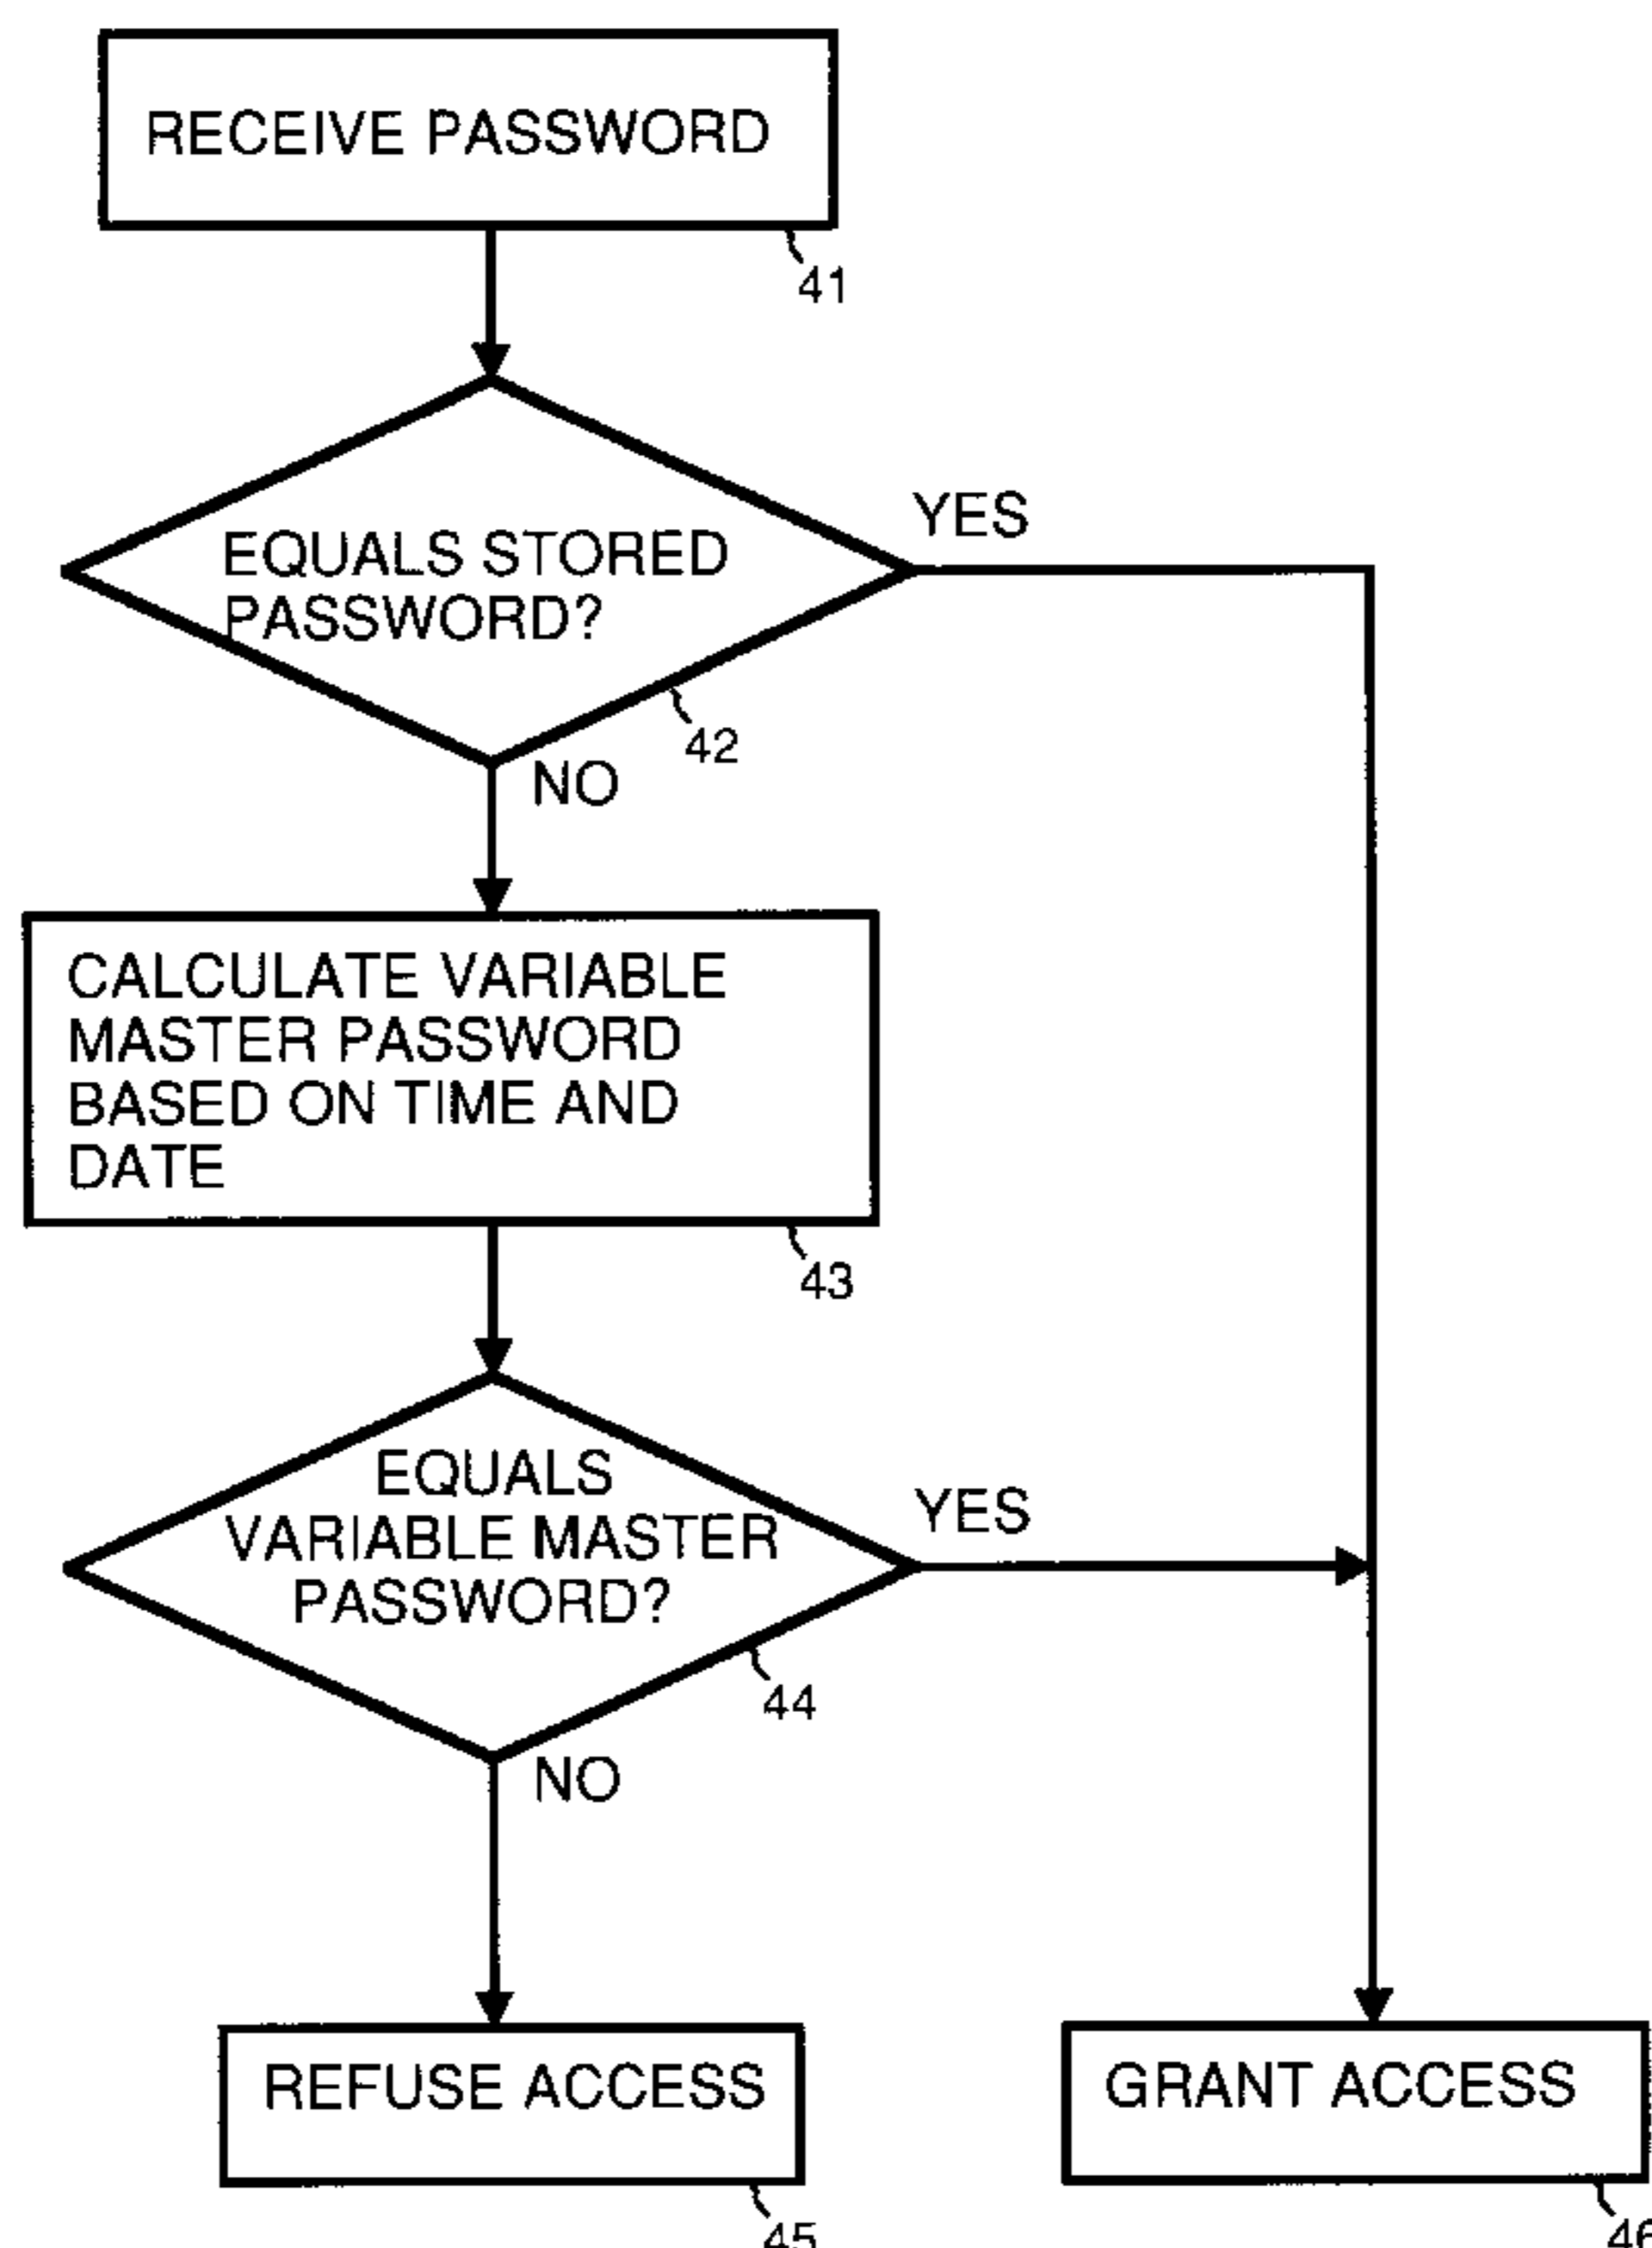 RECEIVE PASSWORD
41
EQUALS STORED
PASSWORD?
YES
42
NO
CALCULATE VARIABLE
MASTER PASSWORD
BASED ON TIME AND
DATE
43
EQUALS
VARIABLE MASTER
PASSWORD?
YES
44
NO
REFUSE ACCESS
45
GRANT ACCESS
46